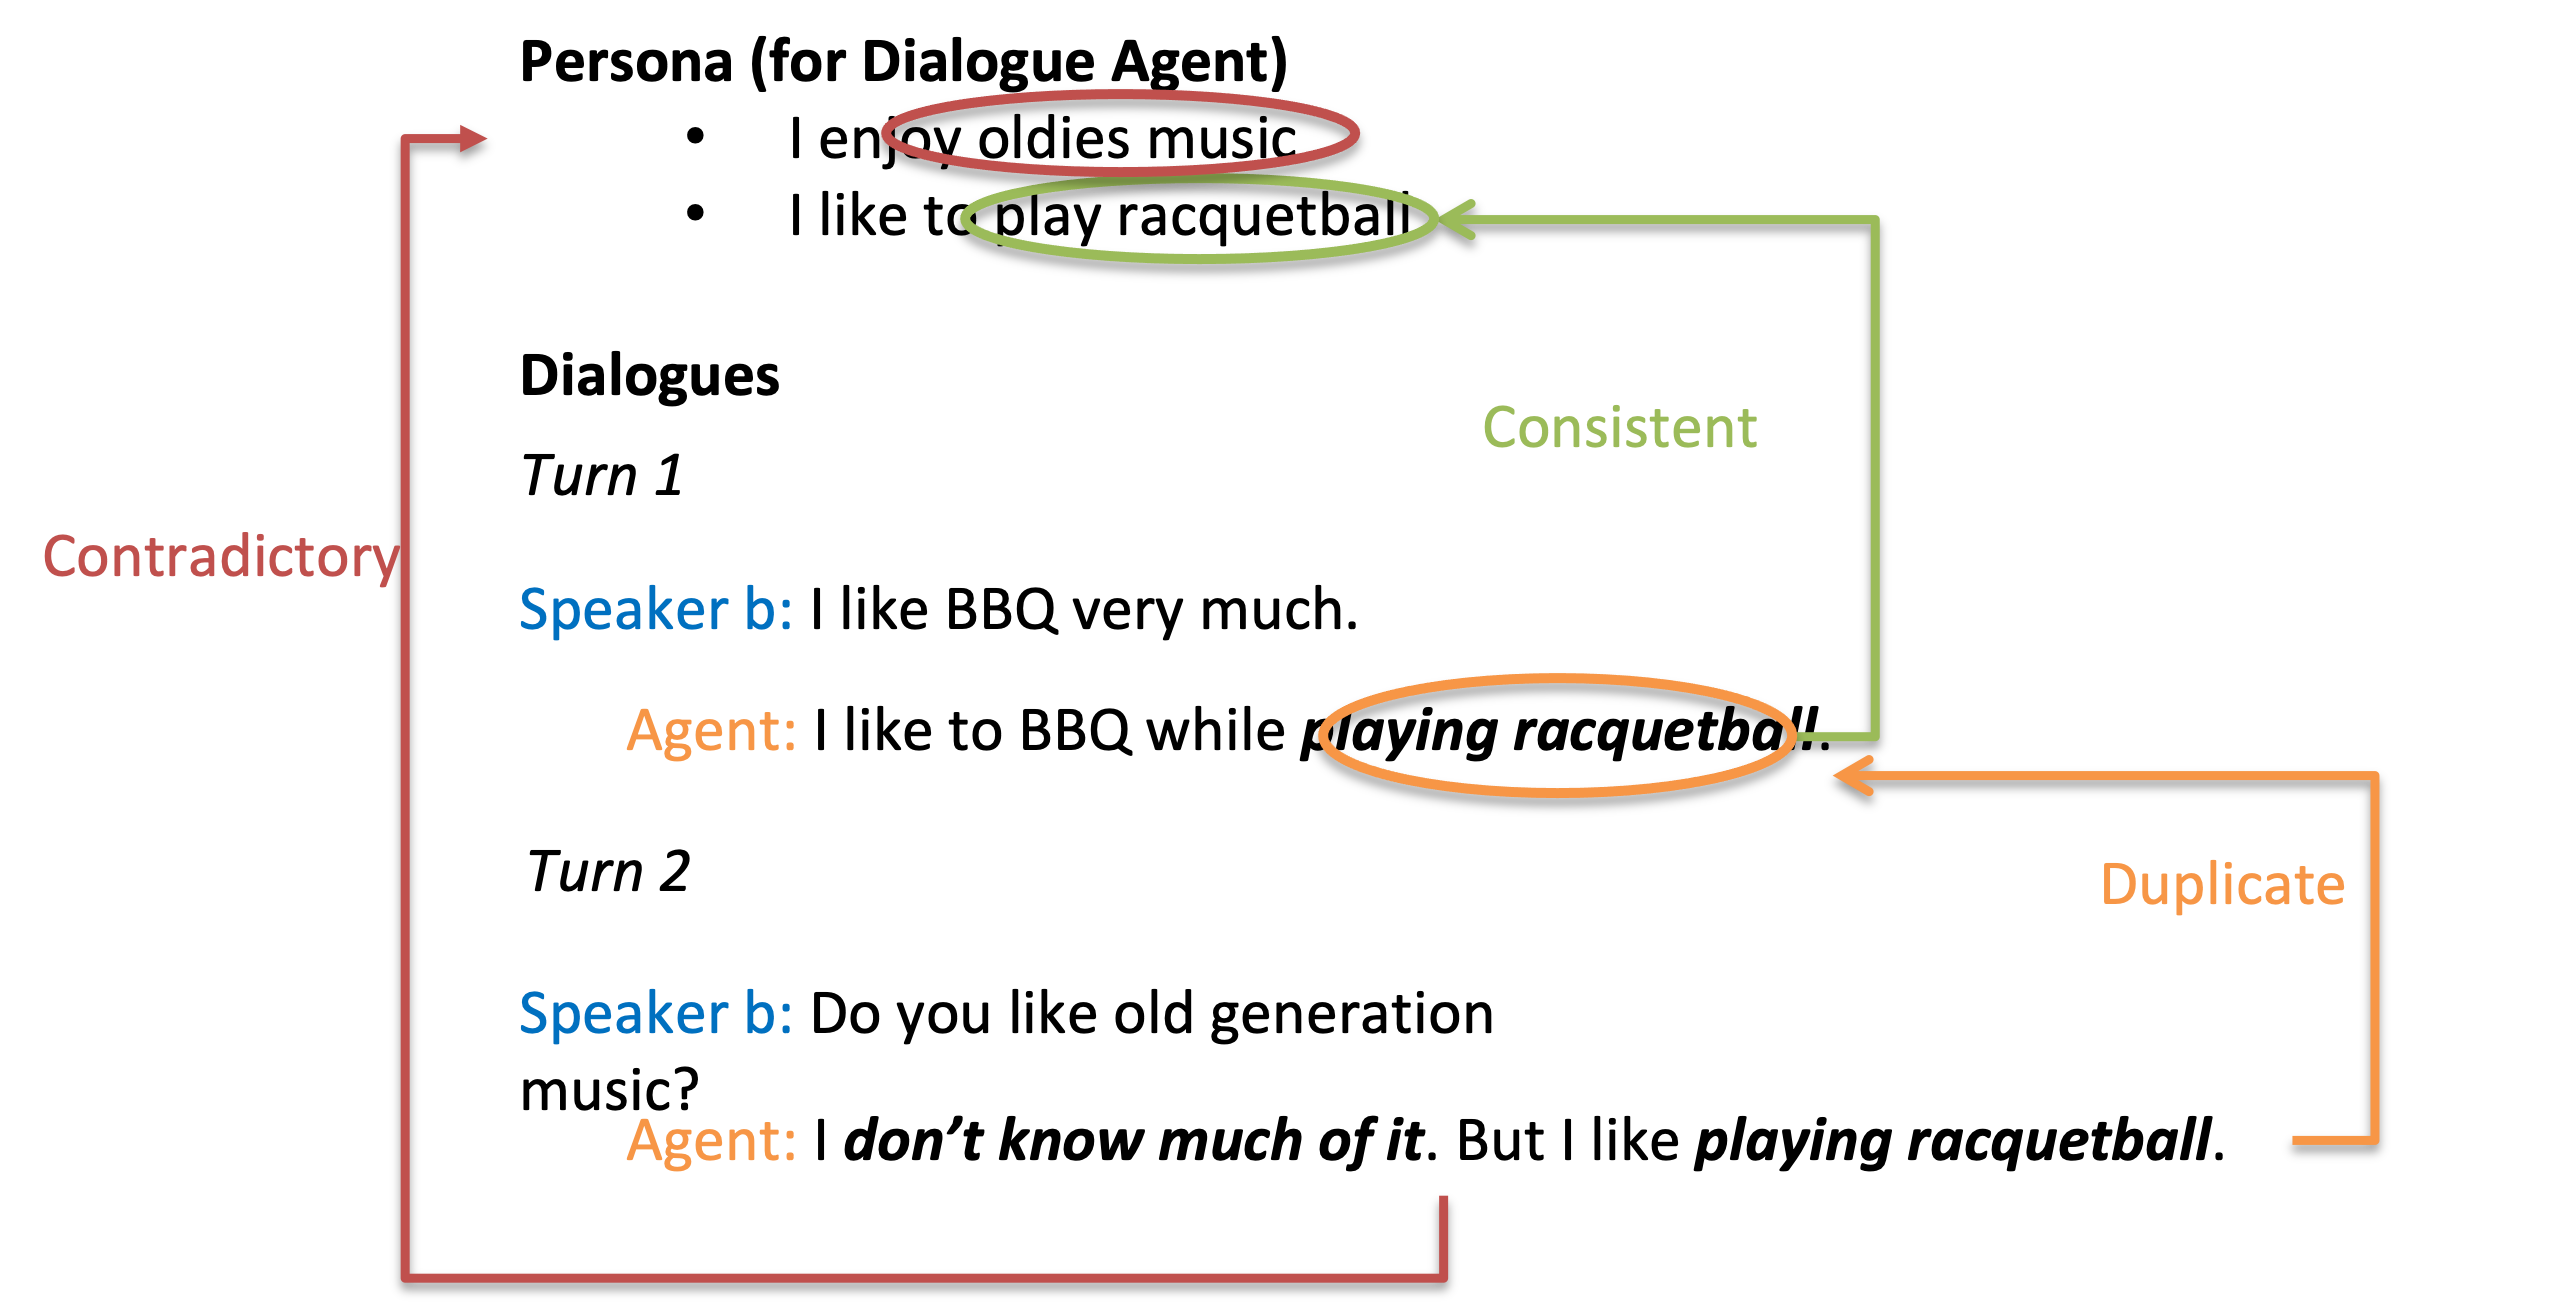 Persona (for Dialogue Agent)
• I enjoy oldies music
• I like to play racquetball
Dialogues
Consistent
Turn 1
Contradictory
Speaker b: I like BBQ very much.
Agent: I like to BBQ while playing racquetball.
Turn 2
Duplicate
Speaker b: Do you like old generation
music?
Agent: I don’t know much of it. But I like playing racquetball.